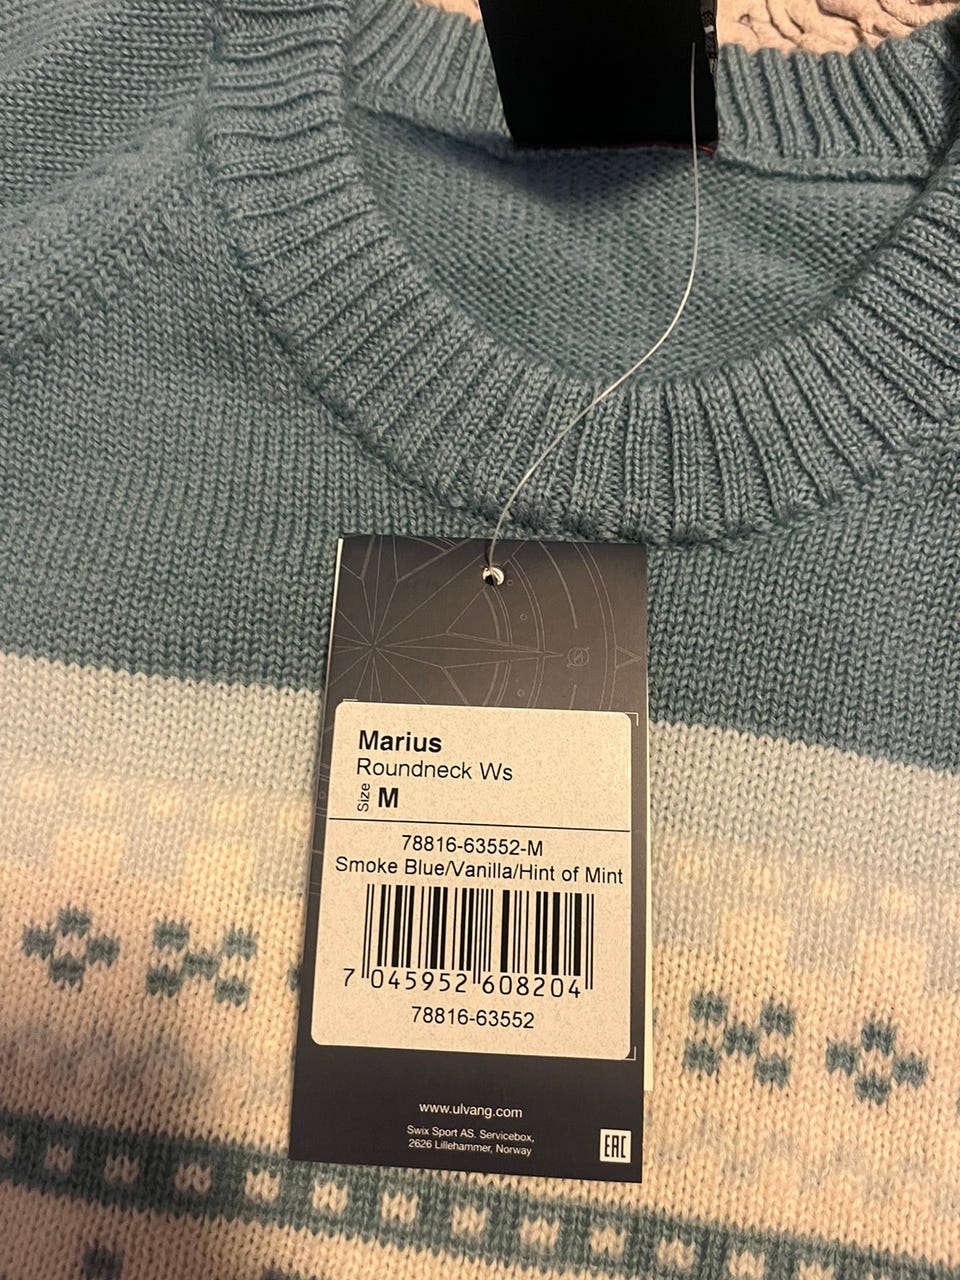 Marius
Roundneck Ws
Size M
78816-63552-M
Smoke Blue/Vanilla/Hint of Mint
7 045952 608204
78816-63552
www.ulvang.com
Swix Sport AS. Servicebox,
2626 Lillehammer, Norway
EAC